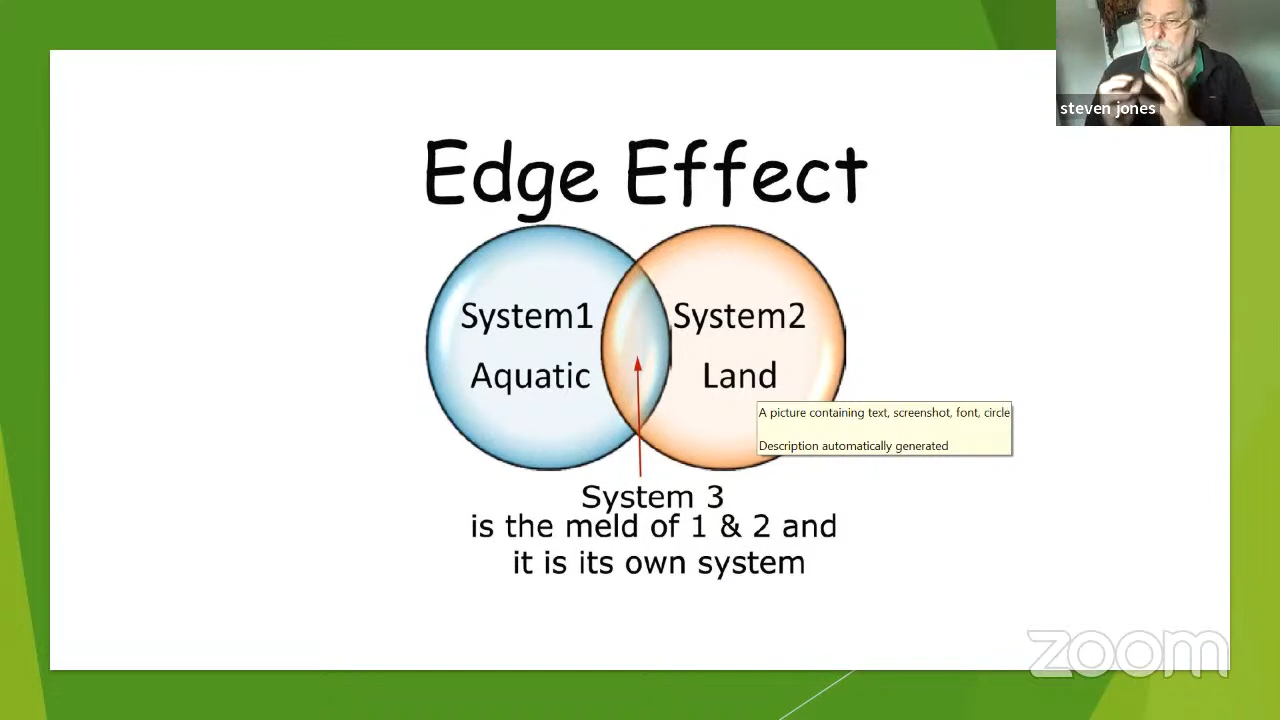 steven jones
Edge Effect
System1
Aquatic
System2
Land
A picture containing text, screenshot, font, circle
Description automatically generated
System 3
is the meld of 1 & 2 and
it is its own system
zoom